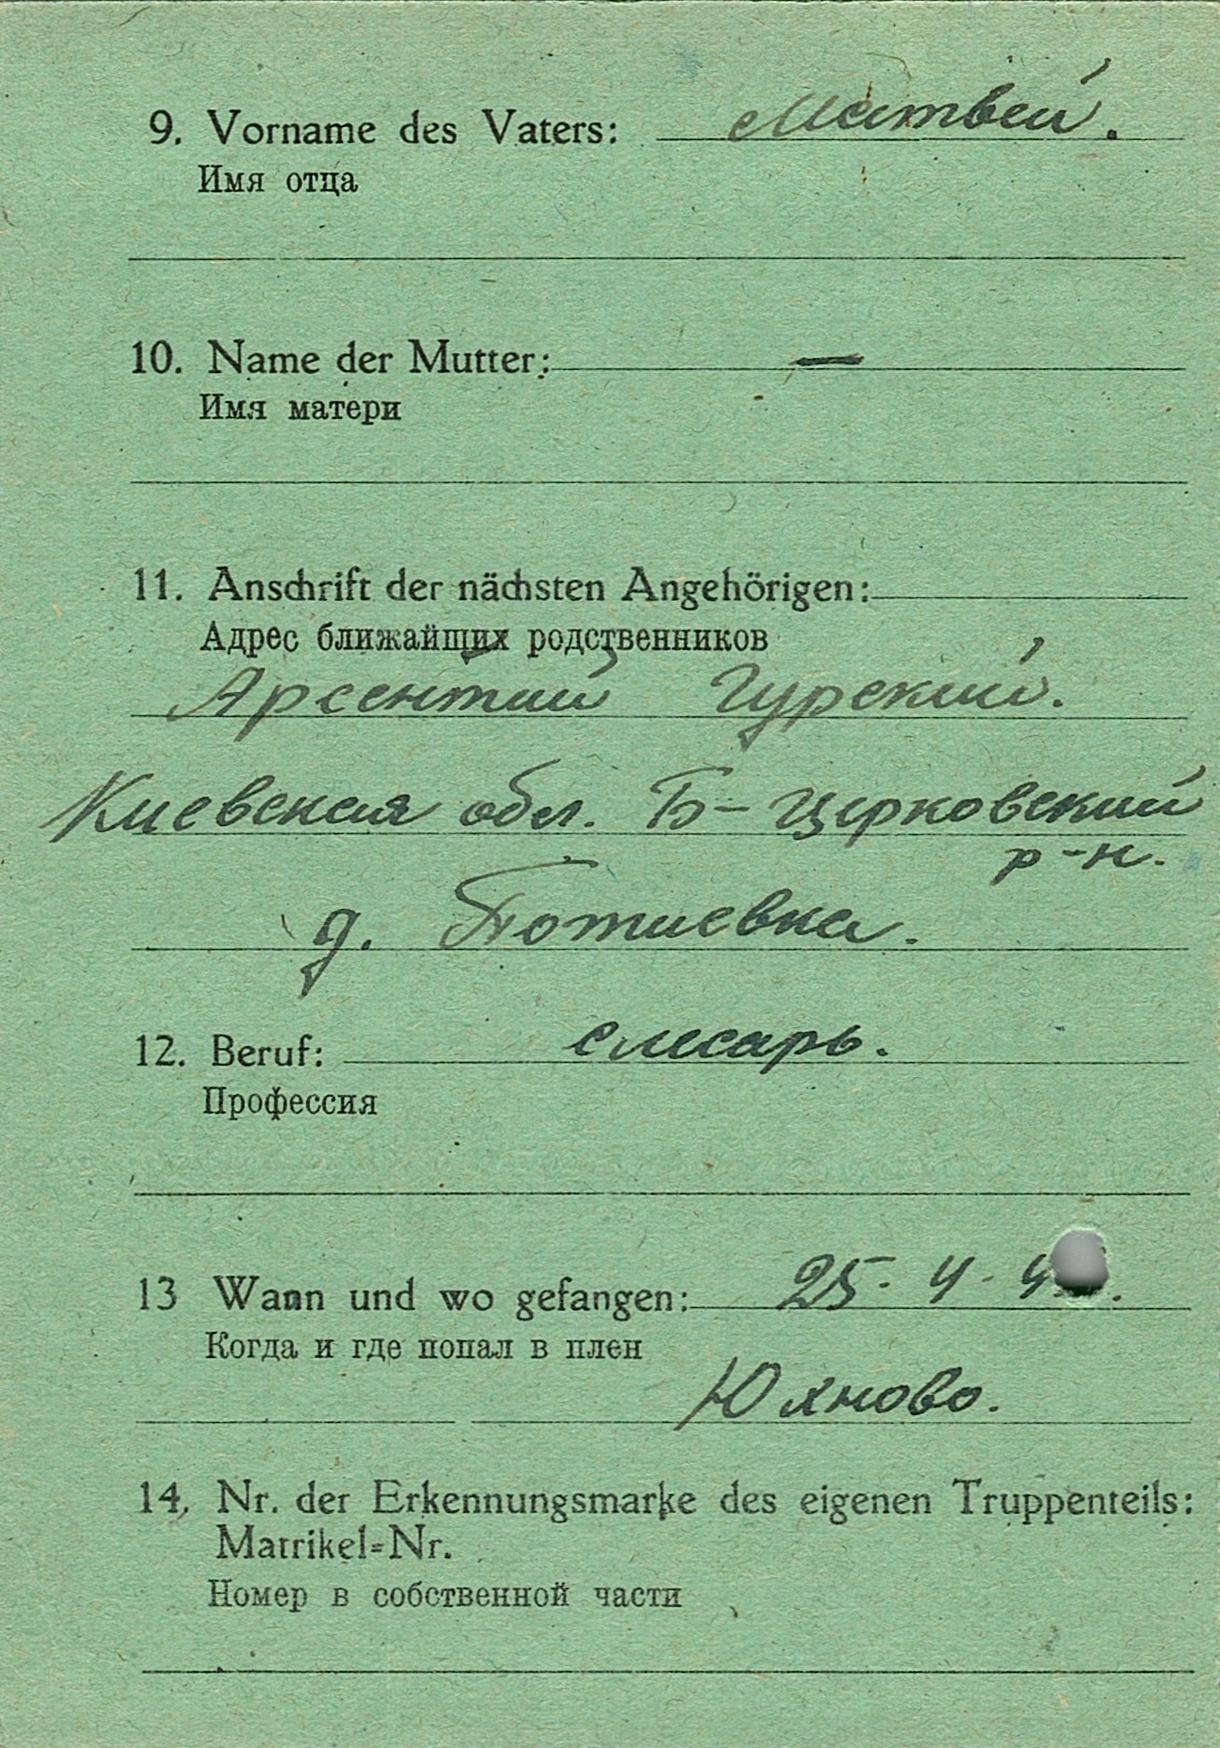 9. Vorname des Vaters: Матвей.
Имя отца
10. Name der Mutter: —
Имя матери
11. Anschrift der nächsten Angehörigen:
Адрес ближайщих родственников
Арсентий Гурский.
Киевская обл. Б-Церковский
р-н.
д. Потиевка.
12. Beruf: слесарь.
Профессия
13 Wann und wo gefangen: 25. 4. 4
Когда и где попал в плен
Юхново.
14. Nr. der Erkennungsmarke des eigenen Truppenteils:
Matrikel-Nr.
Номер в собственной части